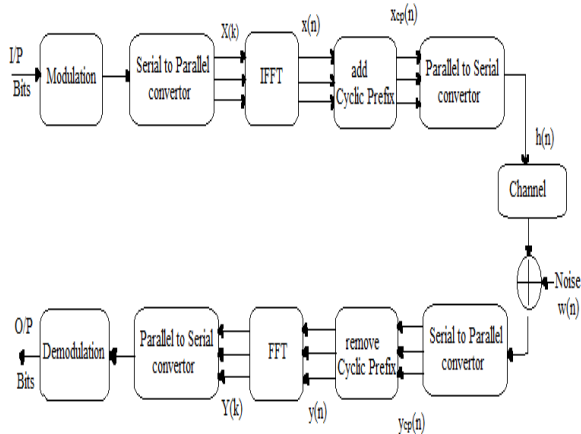 X(k)
x(n)
xcp(n)
I/P
Bits
Modulation
Serial to Parallel
convertor
IFFT
add
Cyclic Prefix
Parallel to Serial
convertor
h(n)
Channel
Noise
w(n)
O/P
Bits
Demodulation
Parallel to Serial
convertor
FFT
remove
Cyclic Prefix
Serial to Parallel
convertor
Y(k)
y(n)
ycp(n)